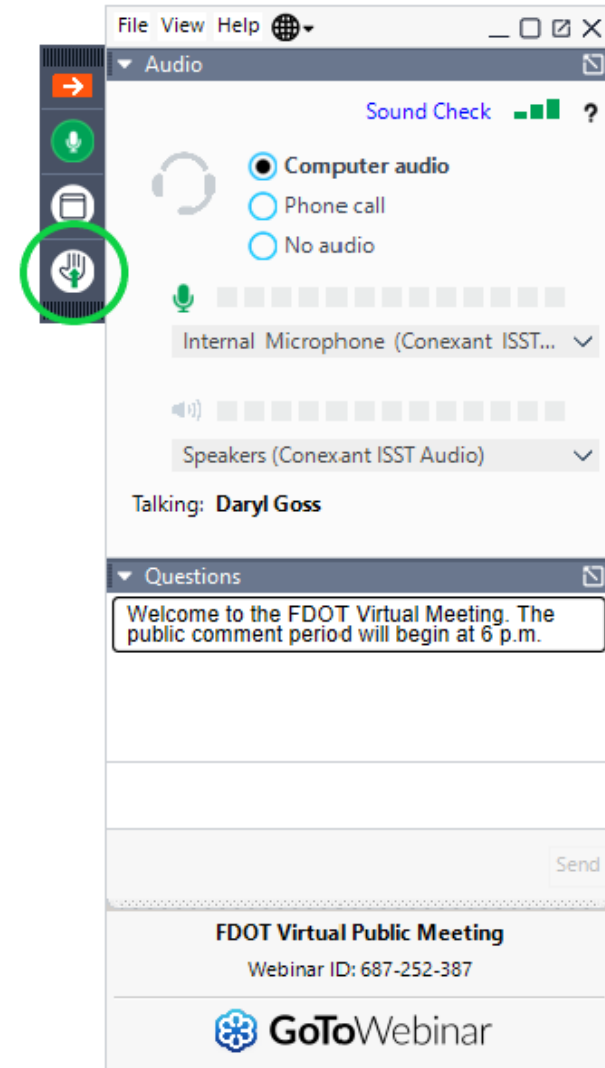 File View Help
Audio
Sound Check ?
Computer audio
Phone call
No audio
Internal Microphone (Conexant ISST...
Speakers (Conexant ISST Audio)
Talking: Daryl Goss
Questions
Welcome to the FDOT Virtual Meeting. The
public comment period will begin at 6 p.m.
Send
FDOT Virtual Public Meeting
Webinar ID: 687-252-387
GoToWebinar